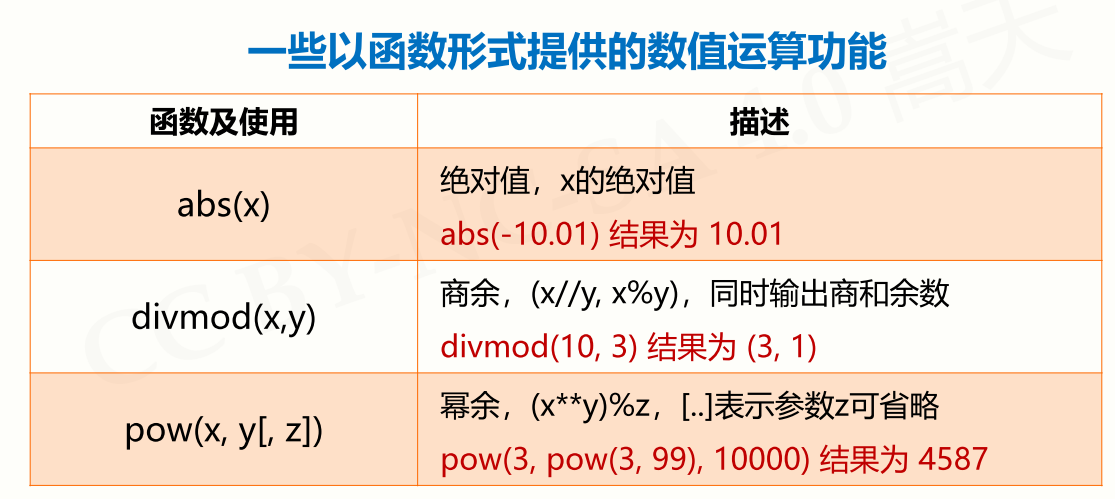 一些以函数形式提供的数值运算功能
函数及使用
描述
abs(x)
绝对值，x的绝对值
abs(-10.01) 结果为 10.01
divmod(x,y)
商余，(x//y, x%y)，同时输出商和余数
divmod(10, 3) 结果为 (3, 1)
pow(x, y[, z])
幂余，(x**y)%z，[..]表示参数z可省略
pow(3, pow(3, 99), 10000) 结果为 4587
CC BY-NC-SA 4.0 嵩天